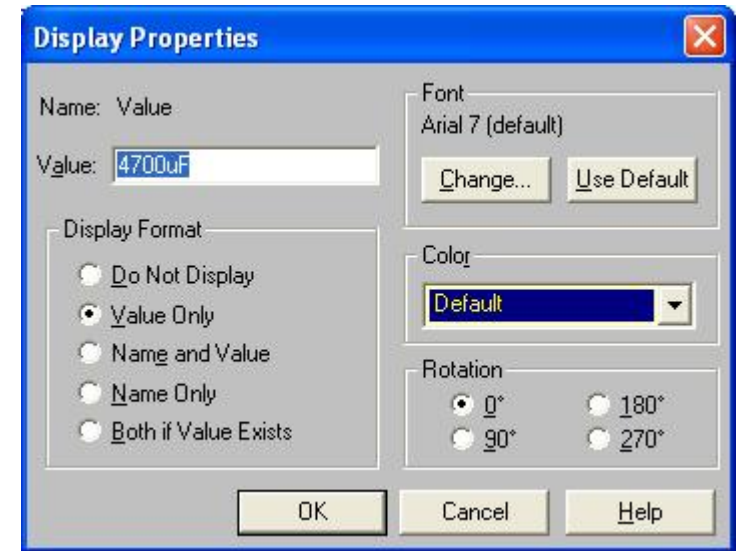 Display Properties
Name: Value
Value: 4700uF
Display Format
Do Not Display
Value Only
Name and Value
Name Only
Both if Value Exists
Font
Arial 7 (default)
Change... Use Default
Color
Default
Rotation
0° 180°
90° 270°
OK Cancel Help